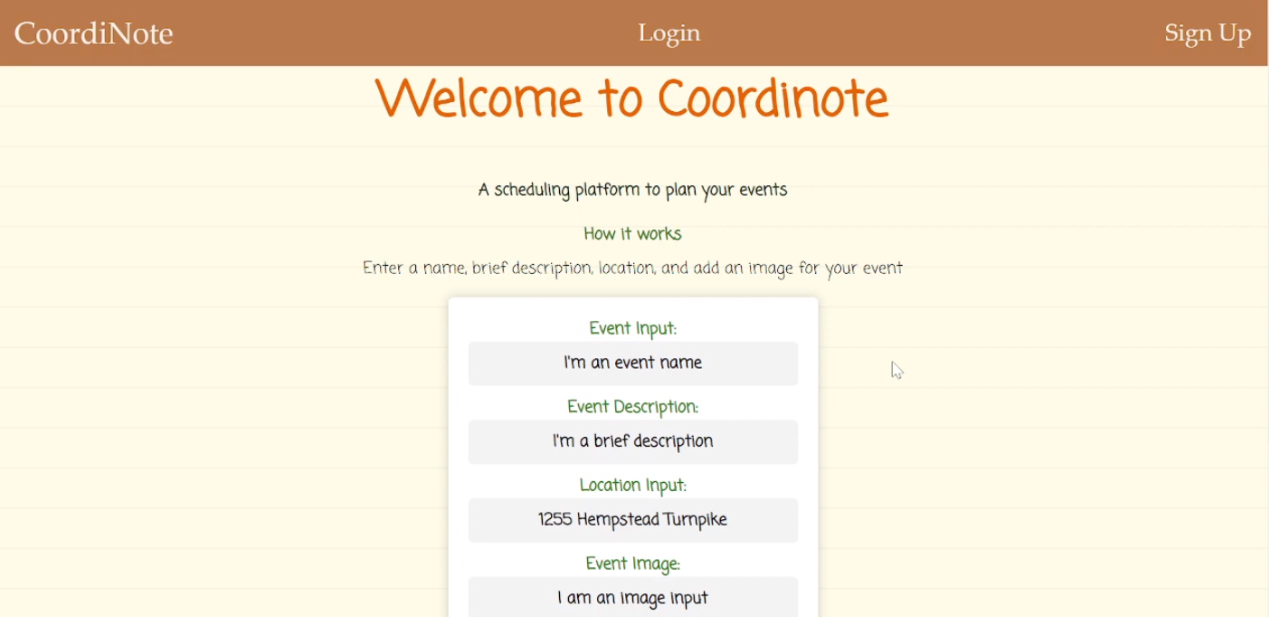 CoordiNote Login Sign Up
Welcome to Coordinote
A scheduling platform to plan your events
How it works
Enter a name, brief description, location, and add an image for your event
Event Input:
I'm an event name
Event Description:
I'm a brief description
Location Input:
1255 Hempstead Turnpike
Event Image:
I am an image input